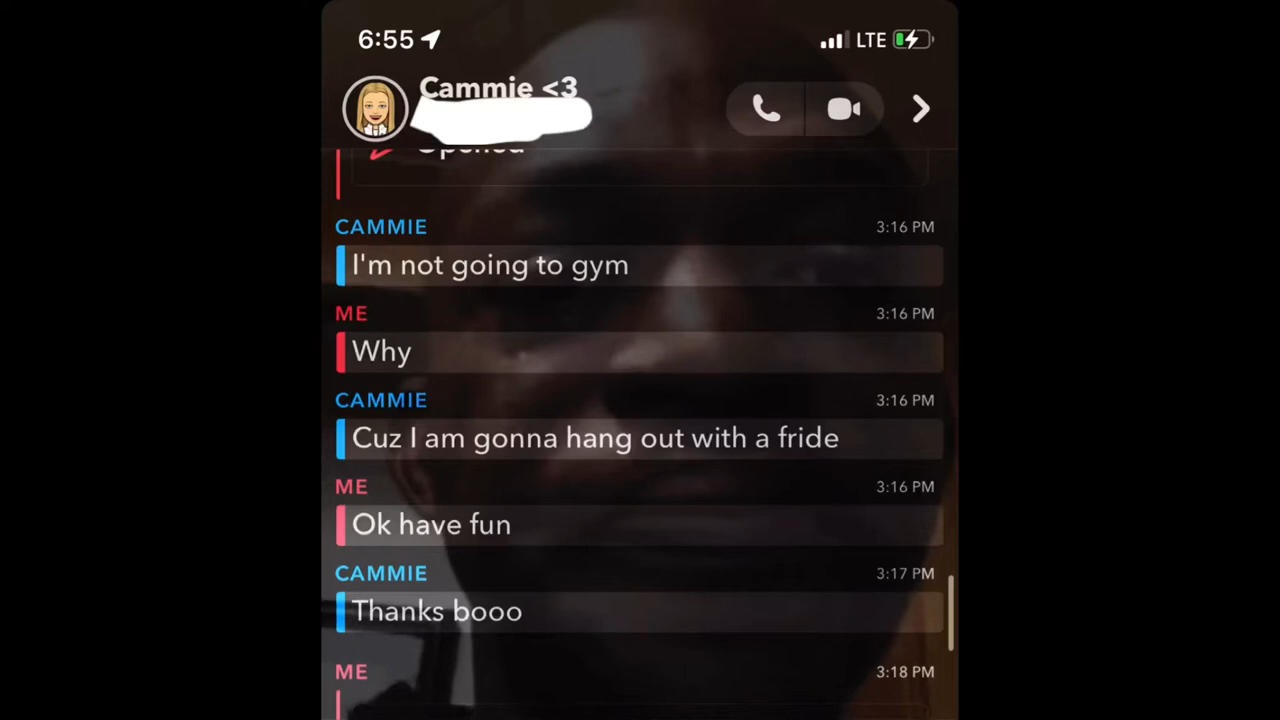 6:55 LTE
Cammie <3
Opened
CAMMIE 3:16 PM
I'm not going to gym
ME 3:16 PM
Why
CAMMIE 3:16 PM
Cuz I am gonna hang out with a fride
ME 3:16 PM
Ok have fun
CAMMIE 3:17 PM
Thanks booo
ME 3:18 PM